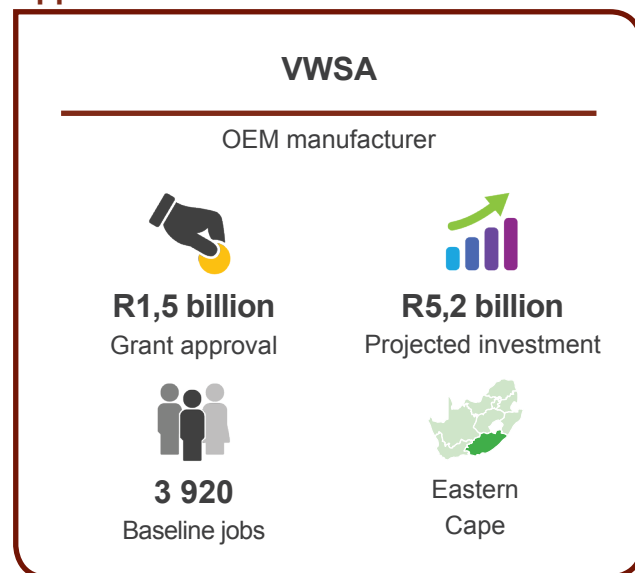 VWSA
OEM manufacturer
R1,5 billion
Grant approval
R5,2 billion
Projected investment
3 920
Baseline jobs
Eastern
Cape